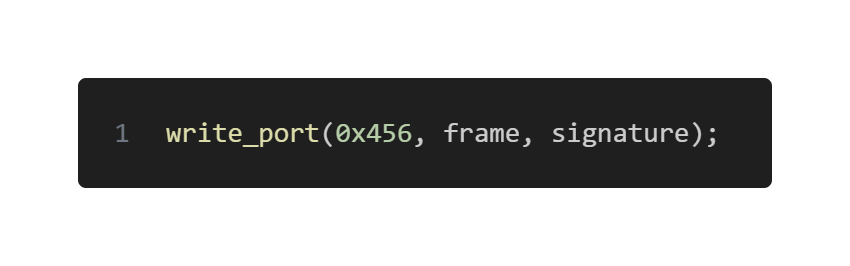 1 write_port(0x456, frame, signature);